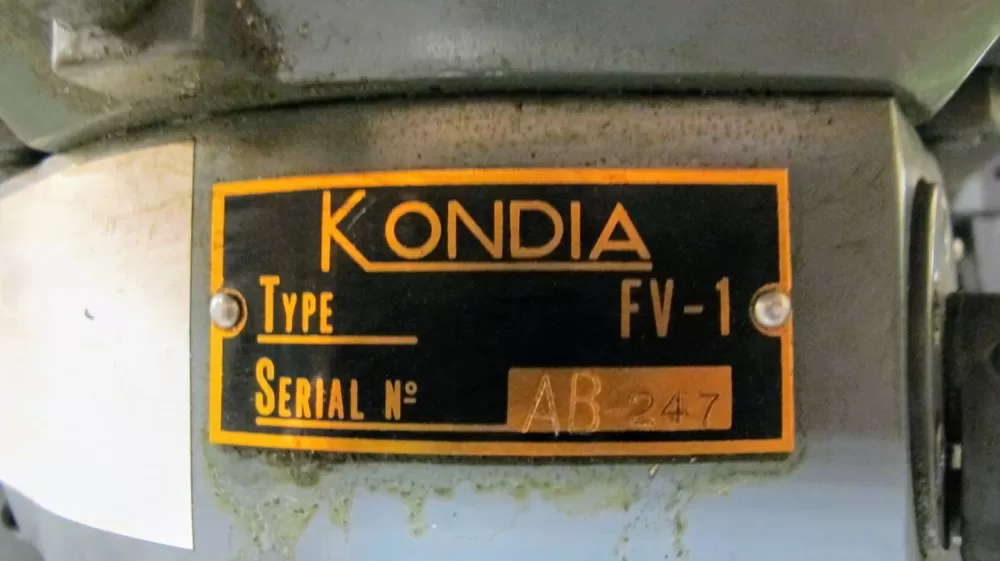 KONDIA
TYPE FV-1
SERIAL Nº AB 247